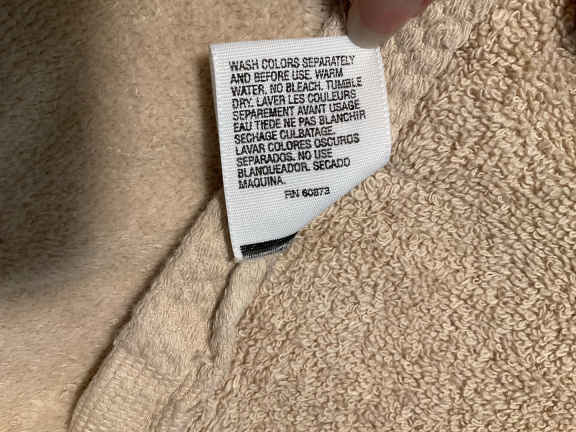 WASH COLORS SEPARATELY
AND BEFORE USE. WARM
WATER. NO BLEACH. TUMBLE
DRY. LAVER LES COULEURS
SEPAREMENT AVANT USAGE
EAU TIEDE NE PAS BLANCHIR
SECHAGE CULBATAGE.
LAVAR COLORES OSCUROS
SEPARADOS. NO USE
BLANQUEADOR. SECADO
MAQUINA.
RN 60873